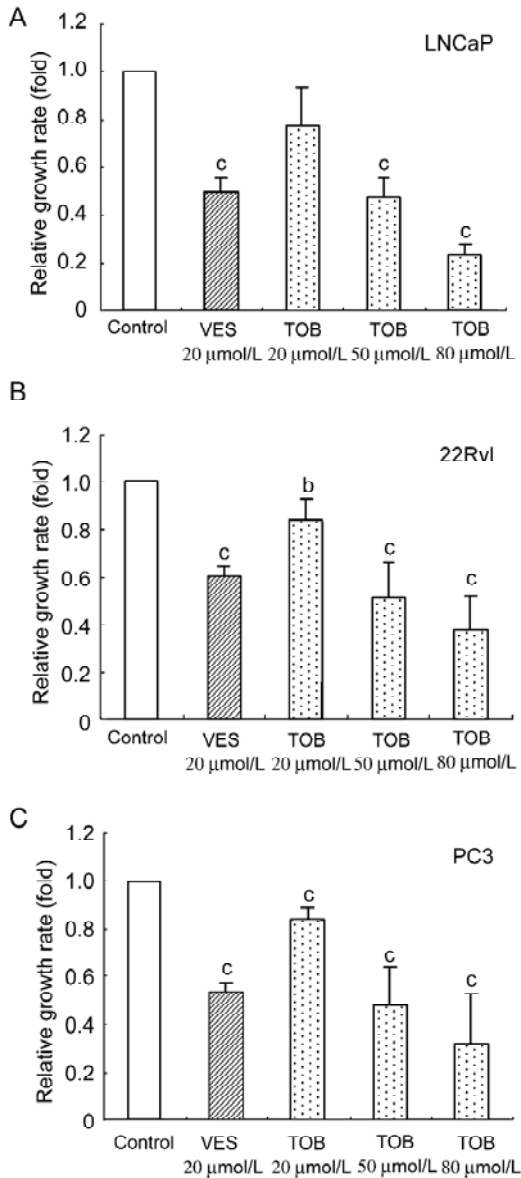 A
LNCaP
Relative growth rate (fold)
1.2
1.0
0.8
0.6
0.4
0.2
0
c
c
c
Control
VES
20 μmol/L
TOB
20 μmol/L
TOB
50 μmol/L
TOB
80 μmol/L
B
22RvI
Relative growth rate (fold)
1.2
1.0
0.8
0.6
0.4
0.2
0
c
b
c
c
Control
VES
20 μmol/L
TOB
20 μmol/L
TOB
50 μmol/L
TOB
80 μmol/L
C
PC3
Relative growth rate (fold)
1.2
1.0
0.8
0.6
0.4
0.2
0
c
c
c
c
Control
VES
20 μmol/L
TOB
20 μmol/L
TOB
50 μmol/L
TOB
80 μmol/L